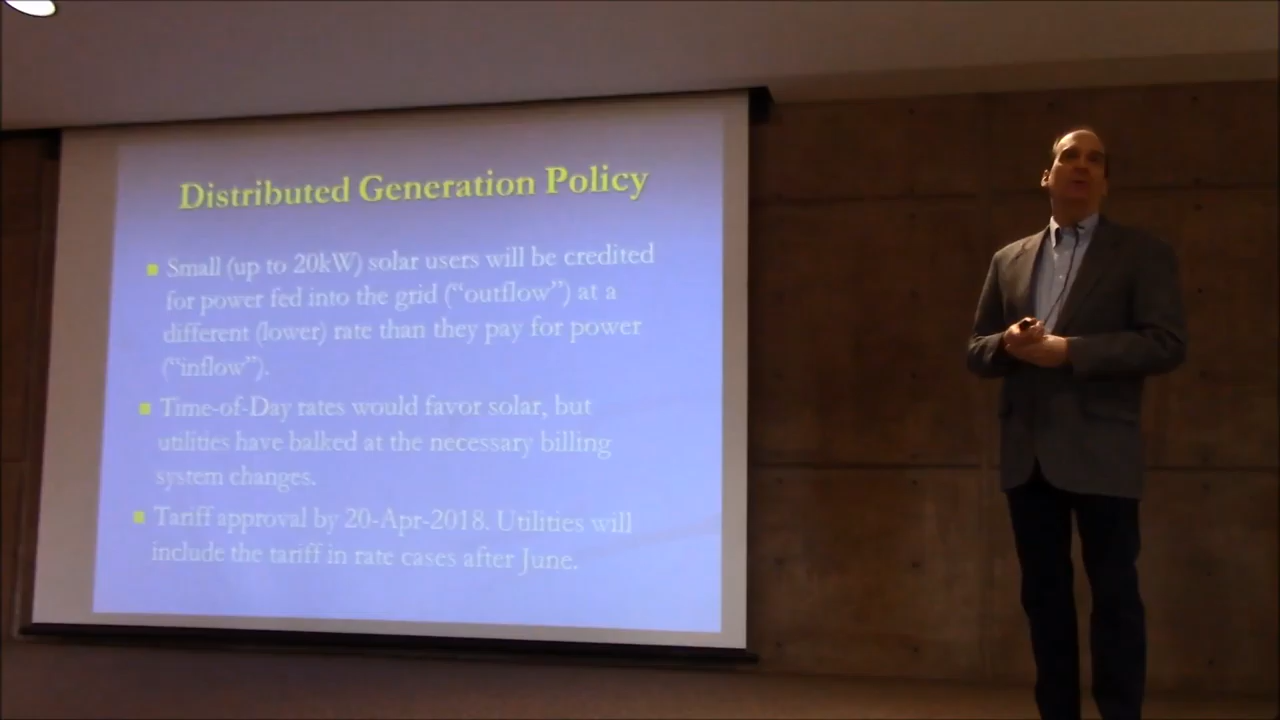 Distributed Generation Policy
Small (up to 20kW) solar users will be credited
for power fed into the grid (“outflow”) at a
different (lower) rate than they pay for power
(“inflow”).
Time-of-Day rates would favor solar, but
utilities have balked at the necessary billing
system changes.
Tariff approval by 20-Apr-2018. Utilities will
include the tariff in rate cases after June.